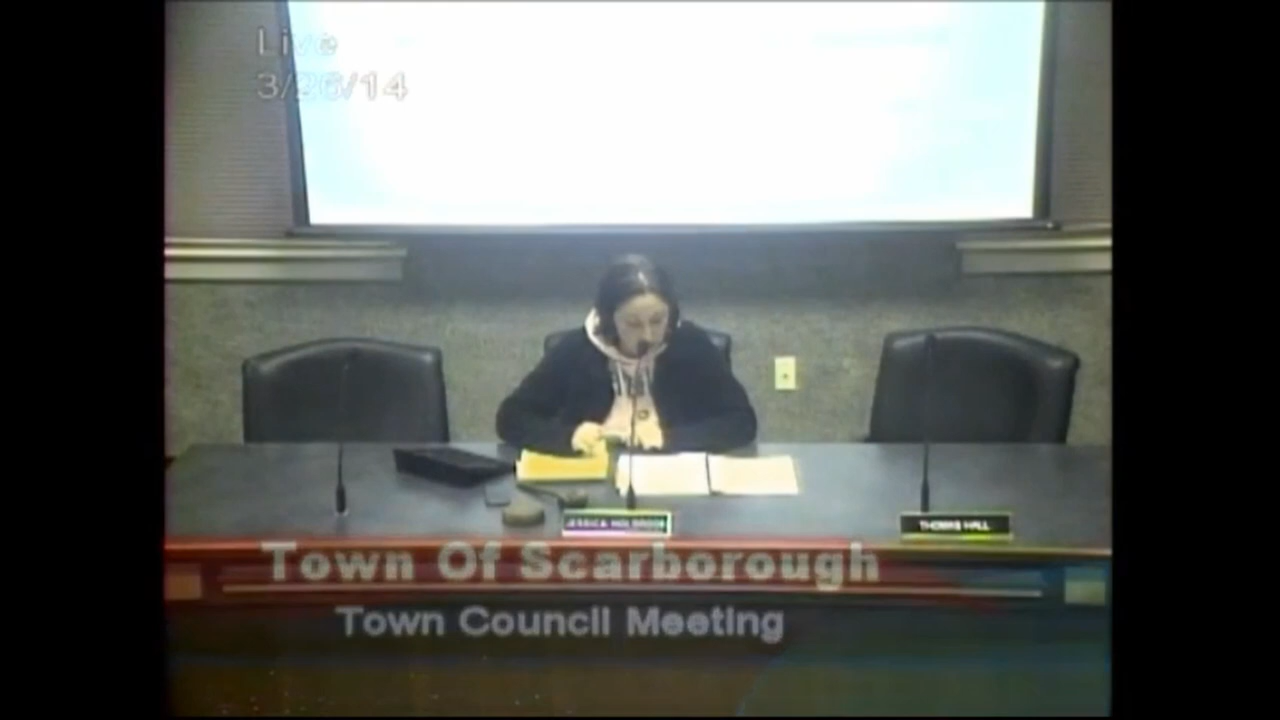 Live
3/26/14
JESSICA HOLBROOK
THOMAS HALL
Town Of Scarborough
Town Council Meeting